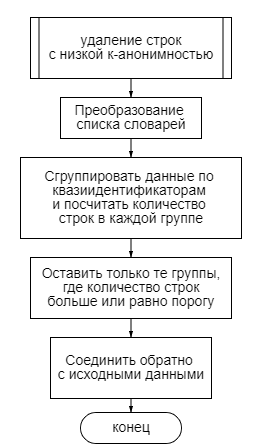 удаление строк
с низкой к-анонимностью
Преобразование
списка словарей
Сгруппировать данные по
квазиидентификаторам
и посчитать количество
строк в каждой группе
Оставить только те группы,
где количество строк
больше или равно порогу
Соединить обратно
с исходными данными
конец